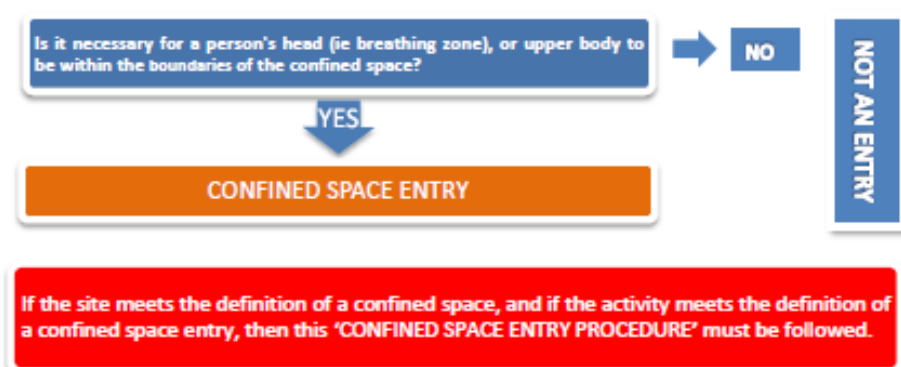 Is it necessary for a person's head (ie breathing zone), or upper body to
be within the boundaries of the confined space?
NO
NOT AN ENTRY
YES
CONFINED SPACE ENTRY
If the site meets the definition of a confined space, and if the activity meets the definition of
a confined space entry, then this ‘CONFINED SPACE ENTRY PROCEDURE’ must be followed.